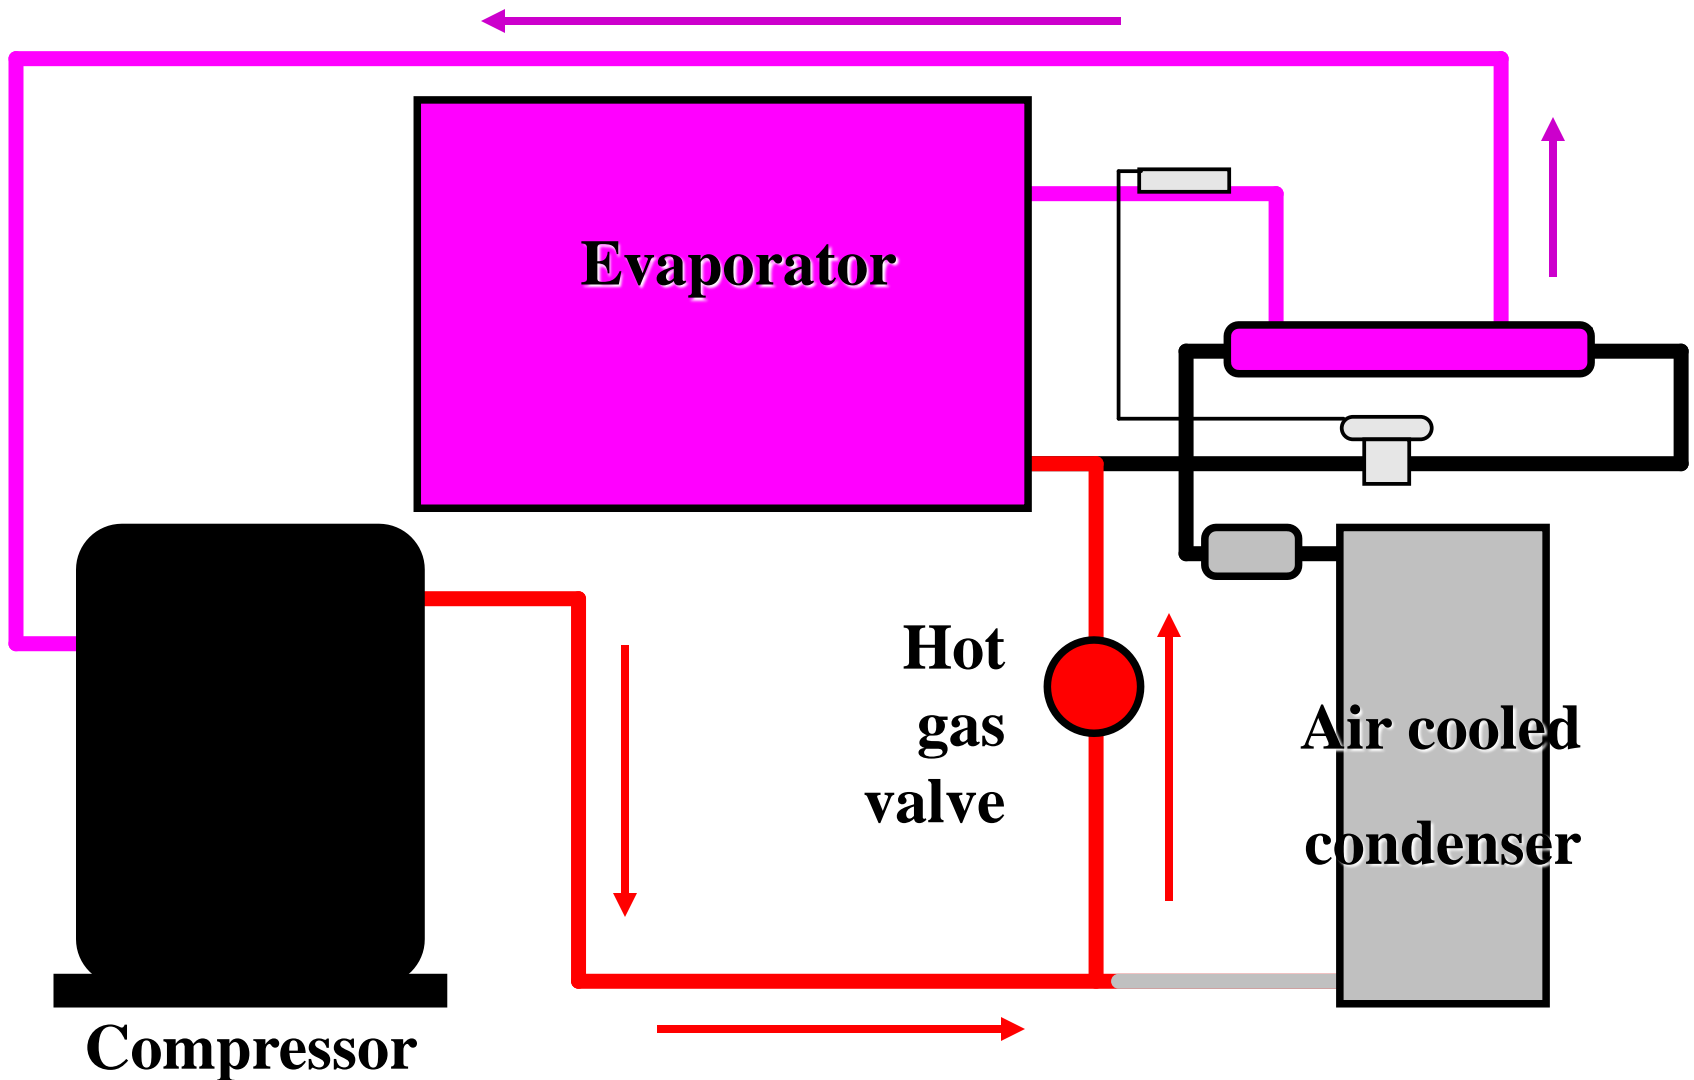 Evaporator
Hot
gas
valve
Air cooled
condenser
Compressor